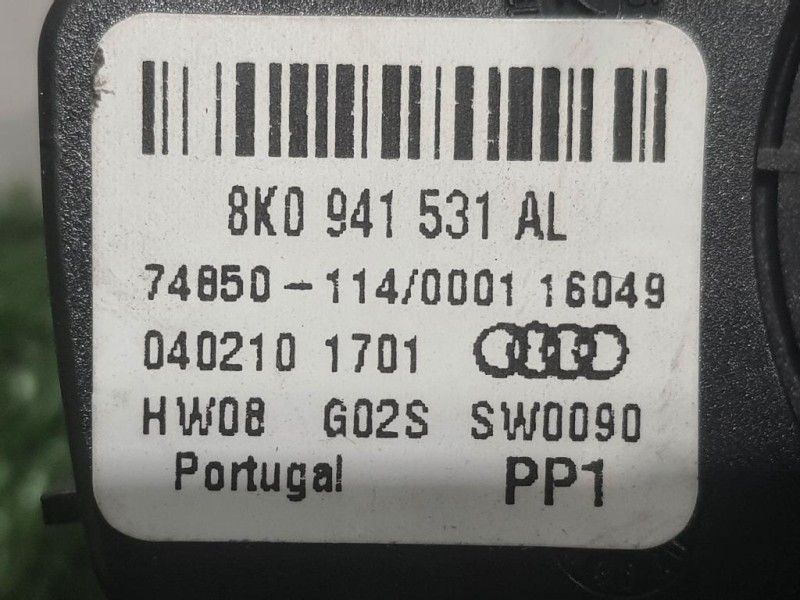 8K0 941 531 AL
74850-114/0001 16049
040210 1701
HW08 G02S SW0090
Portugal PP1